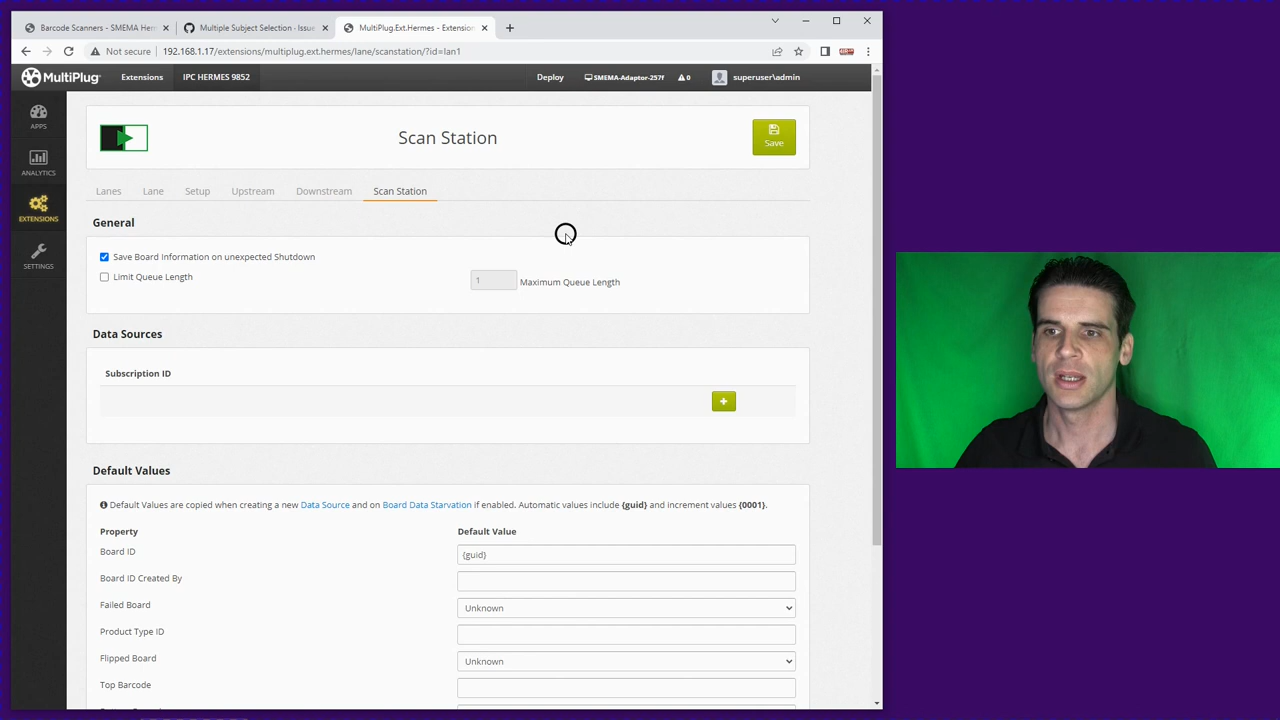 Barcode Scanners – SMEMA Herm
Multiple Subject Selection · Issue
MultiPlug.Ext.Hermes - Extension
Not secure
192.168.1.17/extensions/multiplug.ext.hermes/lane/scanstation/?id=lan1
MultiPlug
Extensions
IPC HERMES 9852
Deploy
SMEMA-Adaptor-257f
0
superuser\admin
APPS
ANALYTICS
EXTENSIONS
SETTINGS
Scan Station
Save
Lanes
Lane
Setup
Upstream
Downstream
Scan Station
General
Save Board Information on unexpected Shutdown
Limit Queue Length
1
Maximum Queue Length
Data Sources
Subscription ID
+
Default Values
Default Values are copied when creating a new Data Source and on Board Data Starvation if enabled. Automatic values include {guid} and increment values {0001}.
Property
Default Value
Board ID
{guid}
Board ID Created By
Failed Board
Unknown
Product Type ID
Flipped Board
Unknown
Top Barcode